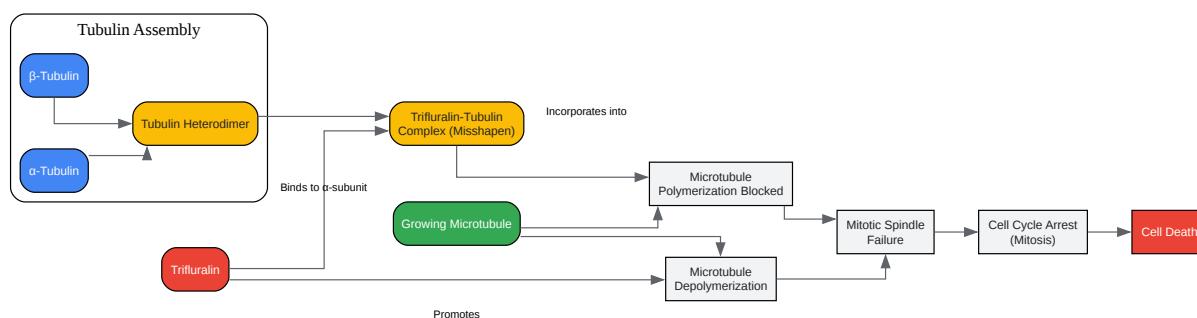 Tubulin Assembly
β-Tubulin
Tubulin Heterodimer
α-Tubulin
Trifluralin-Tubulin
Complex (Misshapen)
Incorporates into
Binds to α-subunit
Microtubule
Polymerization Blocked
Growing Microtubule
Mitotic Spindle
Failure
Cell Cycle Arrest
(Mitosis)
Cell Death
Trifluralin
Microtubule
Depolymerization
Promotes